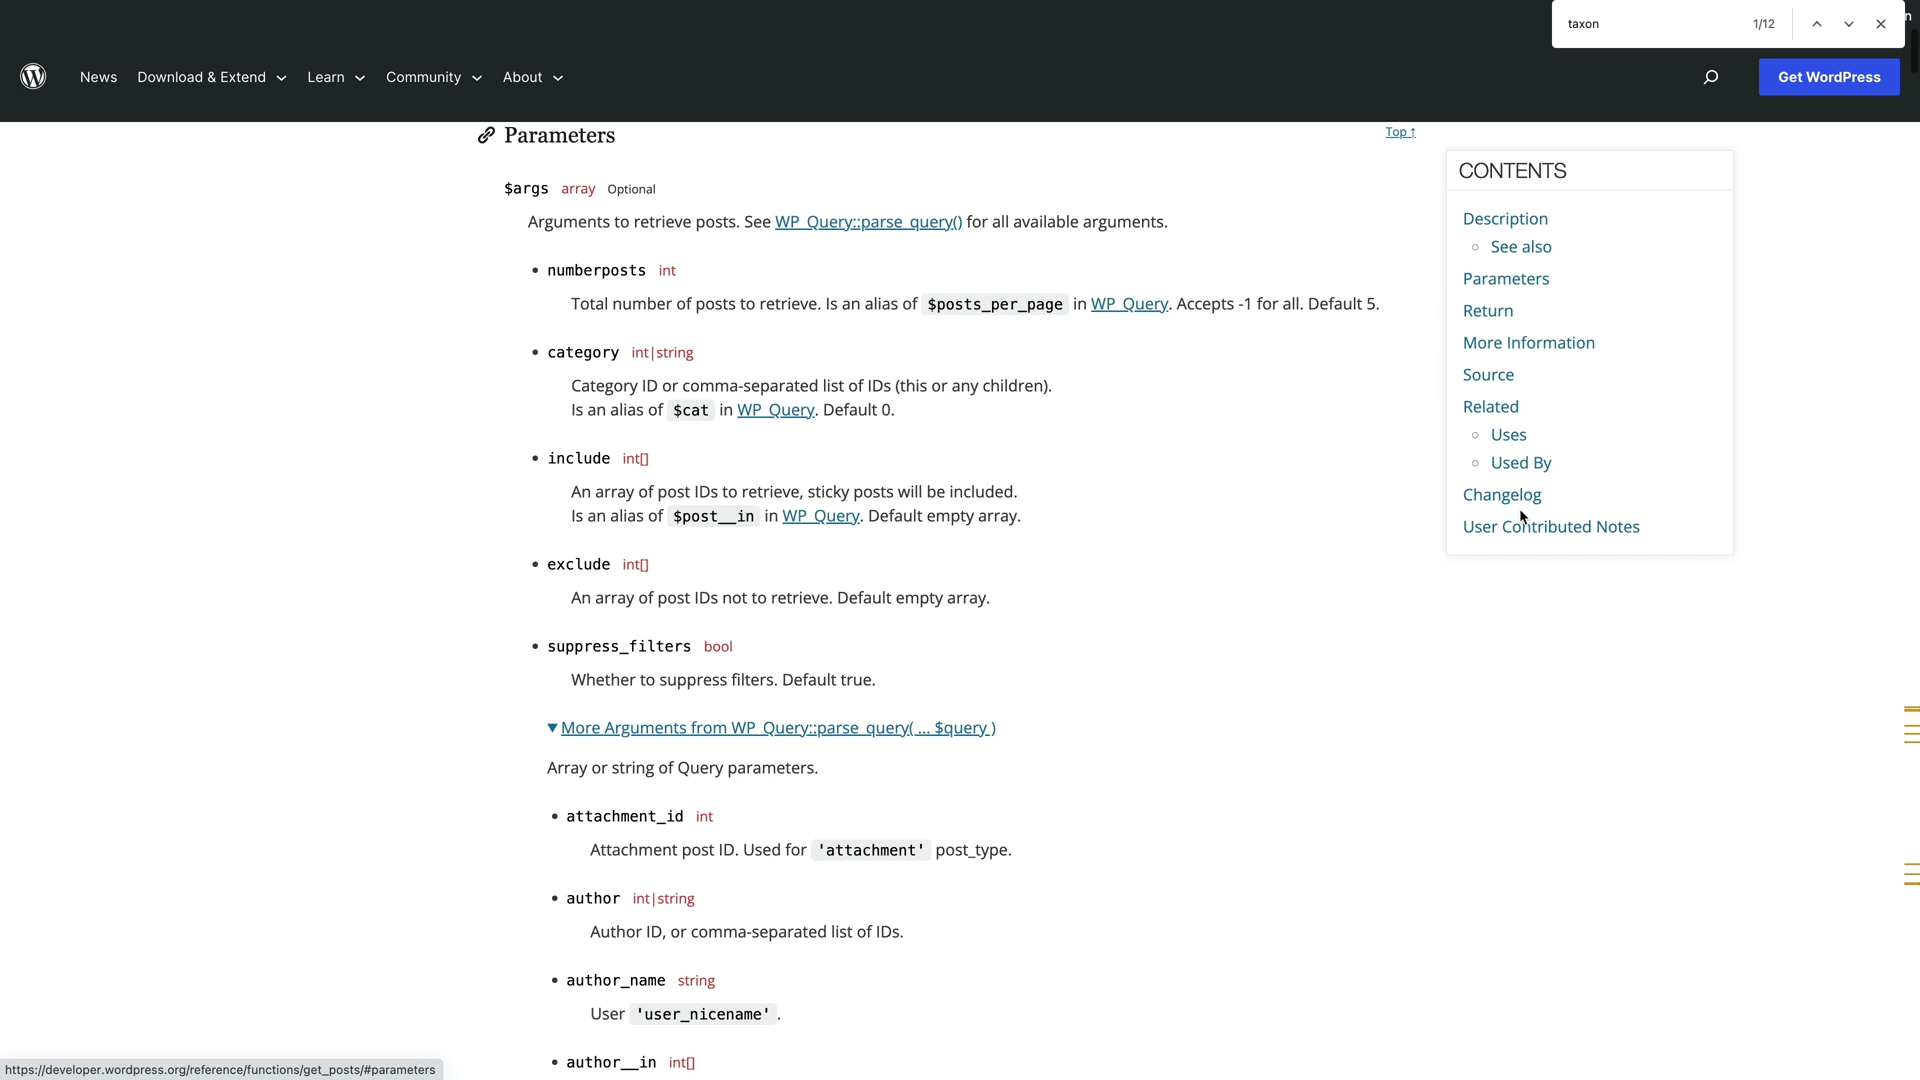 taxon
1/12
News
Download & Extend
Learn
Community
About
Get WordPress
Parameters
Top ↑
$args array Optional
Arguments to retrieve posts. See WP_Query::parse_query() for all available arguments.
• numberposts int
Total number of posts to retrieve. Is an alias of $posts_per_page in WP_Query. Accepts -1 for all. Default 5.
• category int|string
Category ID or comma-separated list of IDs (this or any children).
Is an alias of $cat in WP_Query. Default 0.
• include int[]
An array of post IDs to retrieve, sticky posts will be included.
Is an alias of $post__in in WP_Query. Default empty array.
• exclude int[]
An array of post IDs not to retrieve. Default empty array.
• suppress_filters bool
Whether to suppress filters. Default true.
▼ More Arguments from WP_Query::parse_query( ... $query )
Array or string of Query parameters.
• attachment_id int
Attachment post ID. Used for 'attachment' post_type.
• author int|string
Author ID, or comma-separated list of IDs.
• author_name string
User 'user_nicename' .
• author__in int[]
CONTENTS
Description
See also
Parameters
Return
More Information
Source
Related
Uses
Used By
Changelog
User Contributed Notes
https://developer.wordpress.org/reference/functions/get_posts/#parameters